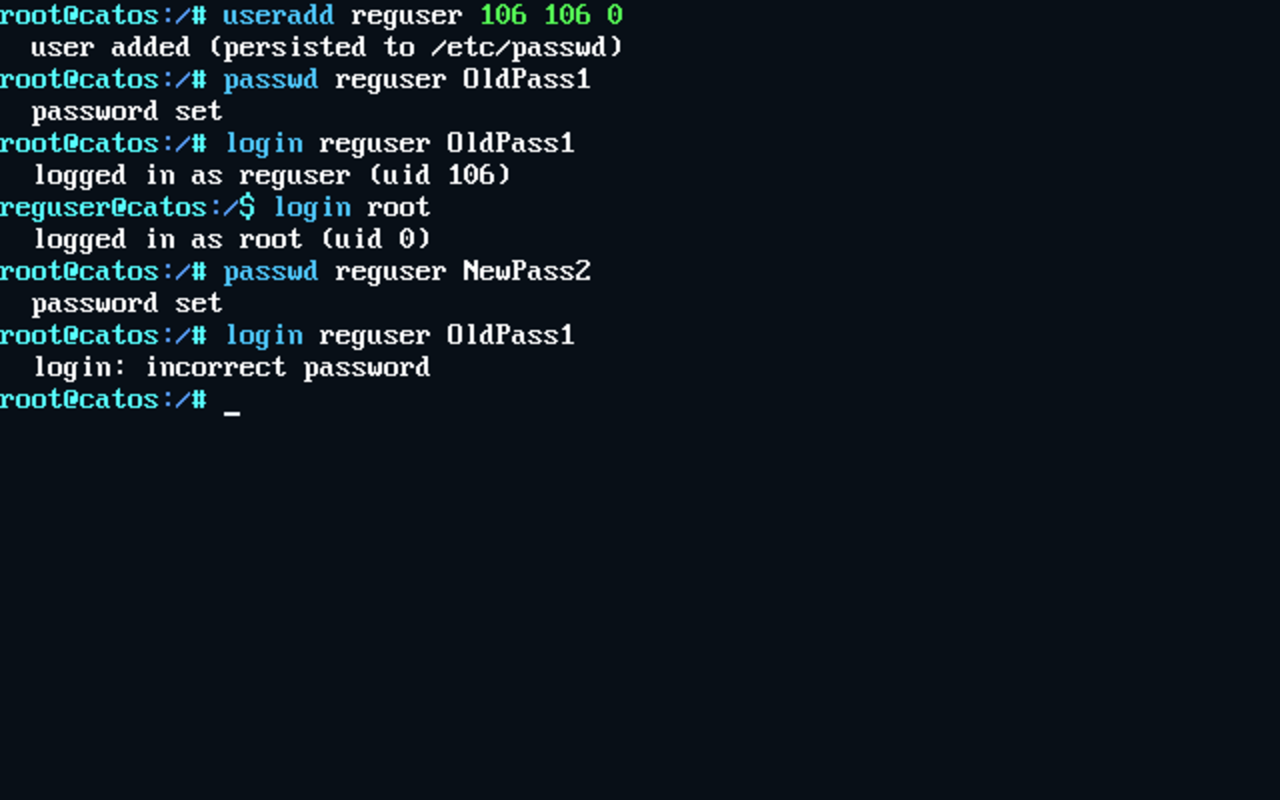 root@catos:/# useradd reguser 106 106 0
user added (persisted to /etc/passwd)
root@catos:/# passwd reguser OldPass1
password set
root@catos:/# login reguser OldPass1
logged in as reguser (uid 106)
reguser@catos:/$ login root
logged in as root (uid 0)
root@catos:/# passwd reguser NewPass2
password set
root@catos:/# login reguser OldPass1
login: incorrect password
root@catos:/# _